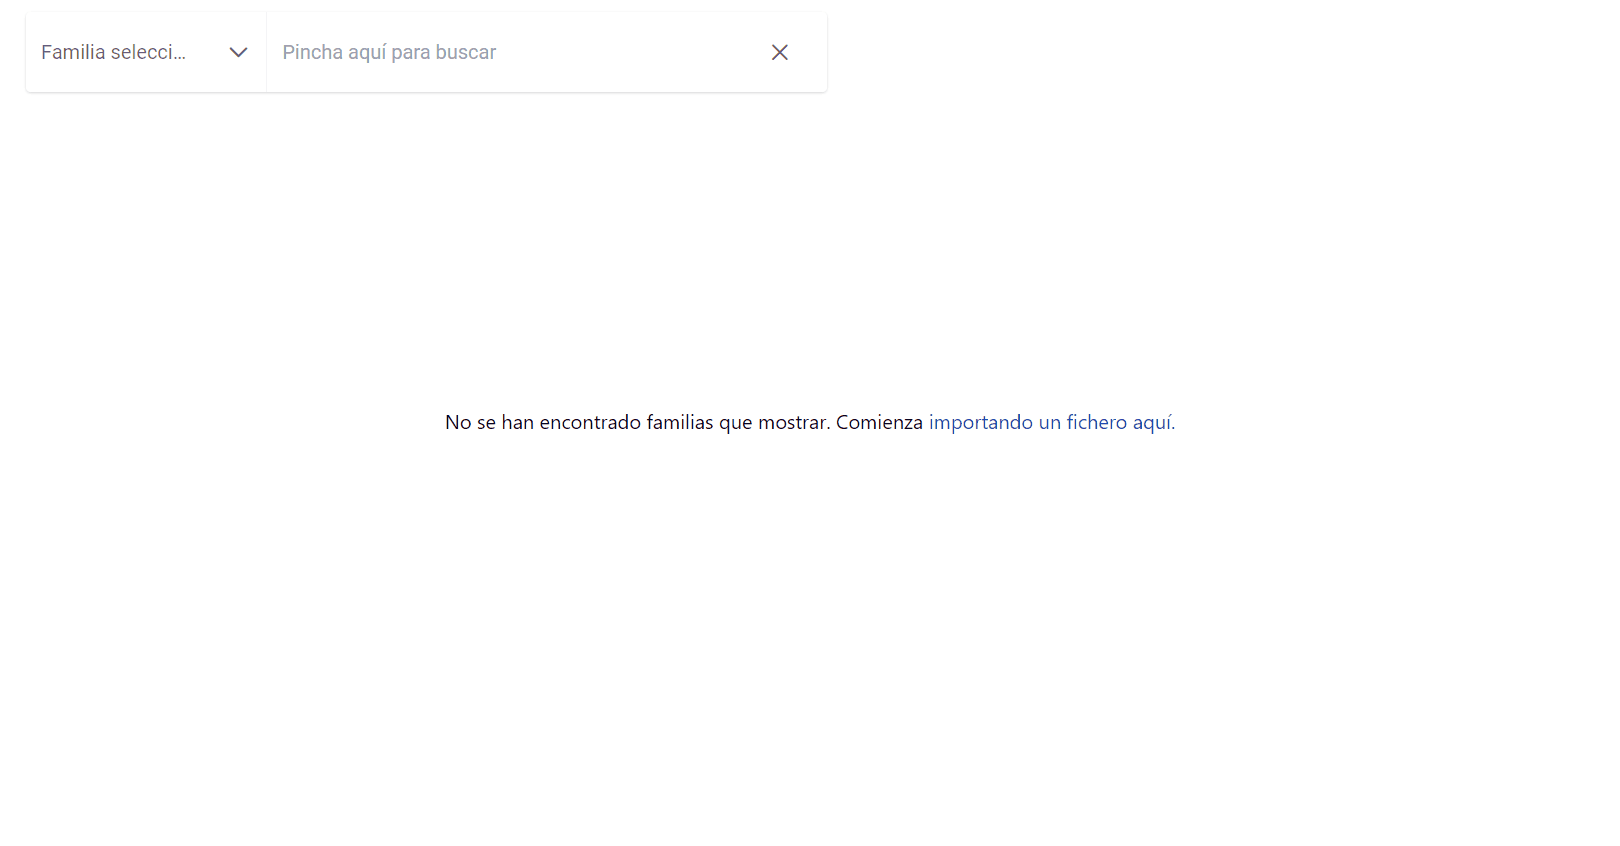 Familia selecci...
Pincha aquí para buscar
No se han encontrado familias que mostrar. Comienza importando un fichero aquí.